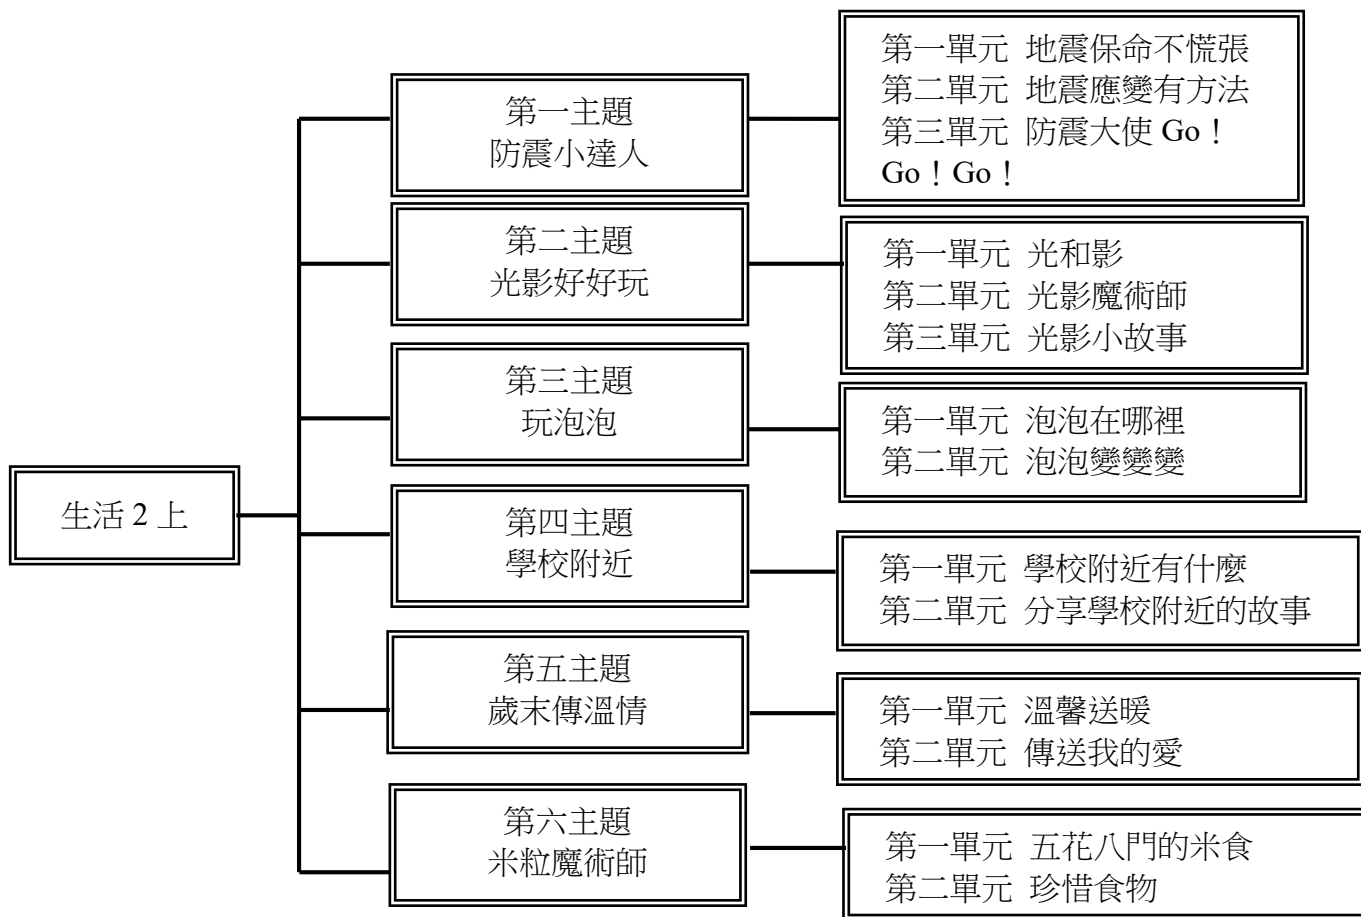 生活 2 上
第一主題
防震小達人
第一單元 地震保命不慌張
第二單元 地震應變有方法
第三單元 防震大使 Go！
Go！Go！
第二主題
光影好好玩
第一單元 光和影
第二單元 光影魔術師
第三單元 光影小故事
第三主題
玩泡泡
第一單元 泡泡在哪裡
第二單元 泡泡變變變
第四主題
學校附近
第一單元 學校附近有什麼
第二單元 分享學校附近的故事
第五主題
歲末傳溫情
第一單元 溫馨送暖
第二單元 傳送我的愛
第六主題
米粒魔術師
第一單元 五花八門的米食
第二單元 珍惜食物